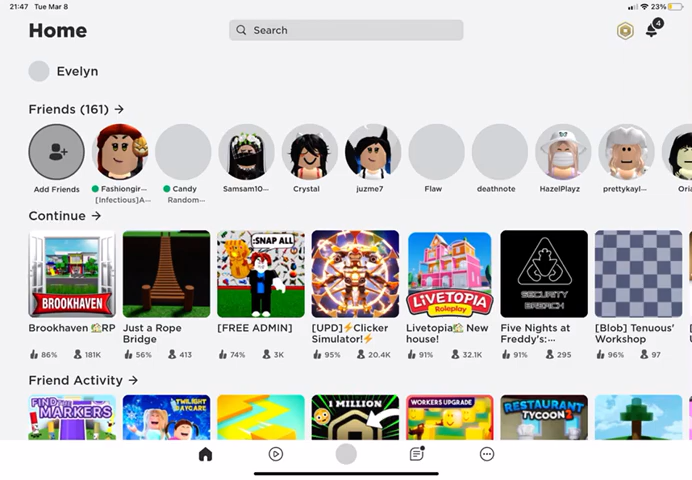 21:47 Tue Mar 8
23%
Home
Search
4
Evelyn
Friends (161) →
Add Friends
Fashiongir...
[Infectious]A...
Candy
Random...
Samsam10...
Crystal
juzme7
Flaw
deathnote
HazelPlayz
prettykayl...
Oria
Continue →
BROOKHAVEN
:SNAP ALL
LIVETOPIA
Roleplay
SECURITY
BREACH
Brookhaven 🏡RP
86% 181K
Just a Rope
Bridge
56% 413
[FREE ADMIN]
74% 3K
[UPD]⚡Clicker
Simulator!⚡
95% 20.4K
Livetopia🏡 New
house!
91% 32.1K
Five Nights at
Freddy's:...
91% 295
[Blob] Tenuous'
Workshop
96% 97
Friend Activity →
FIND THE
MARKERS
TWILIGHT
DAYCARE
1 MILLION
WORKERS UPGRADE
RESTAURANT
TYCOON 2